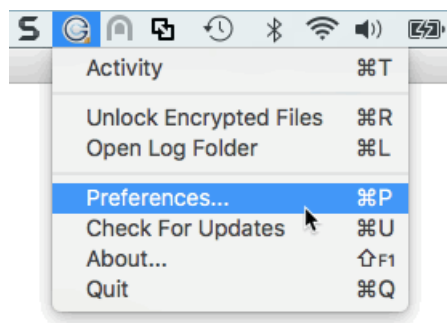 S
Activity ⌘T
Unlock Encrypted Files ⌘R
Open Log Folder ⌘L
Preferences... ⌘P
Check For Updates ⌘U
About... ⇧F1
Quit ⌘Q